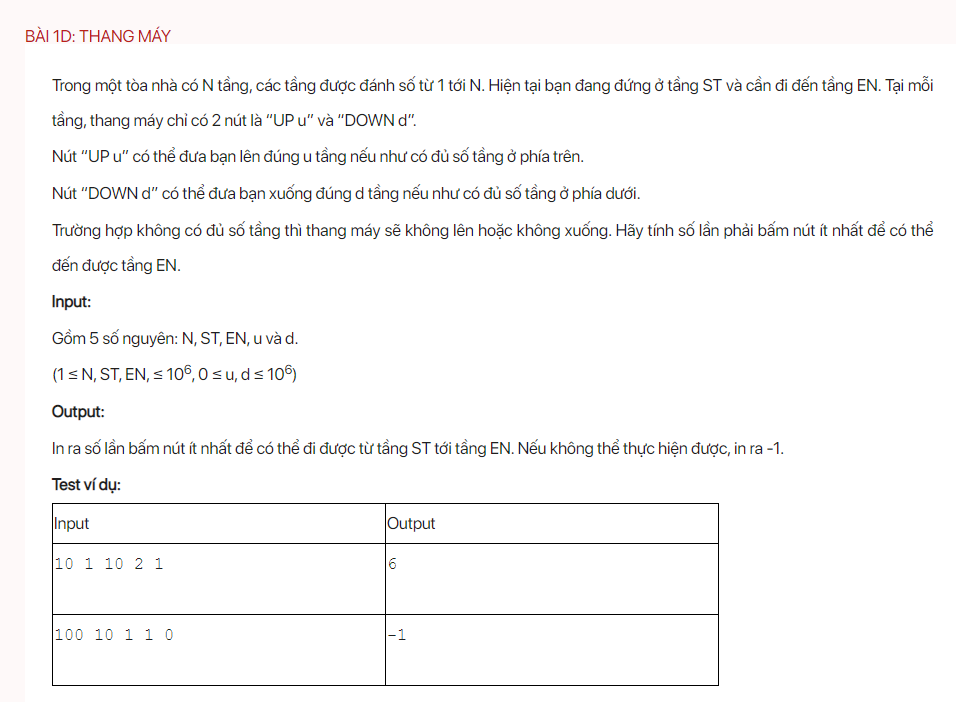 BÀI 1D: THANG MÁY
Trong một tòa nhà có N tầng, các tầng được đánh số từ 1 tới N. Hiện tại bạn đang đứng ở tầng ST và cần đi đến tầng EN. Tại mỗi
tầng, thang máy chỉ có 2 nút là “UP u” và “DOWN d”.
Nút “UP u” có thể đưa bạn lên đúng u tầng nếu như có đủ số tầng ở phía trên.
Nút “DOWN d” có thể đưa bạn xuống đúng d tầng nếu như có đủ số tầng ở phía dưới.
Trường hợp không có đủ số tầng thì thang máy sẽ không lên hoặc không xuống. Hãy tính số lần phải bấm nút ít nhất để có thể
đến được tầng EN.
Input:
Gồm 5 số nguyên: N, ST, EN, u và d.
(1 ≤ N, ST, EN, ≤ 10⁶, 0 ≤ u, d ≤ 10⁶)
Output:
In ra số lần bấm nút ít nhất để có thể đi được từ tầng ST tới tầng EN. Nếu không thể thực hiện được, in ra -1.
Test ví dụ:
Input Output
10 1 10 2 1 6
100 10 1 1 0 -1